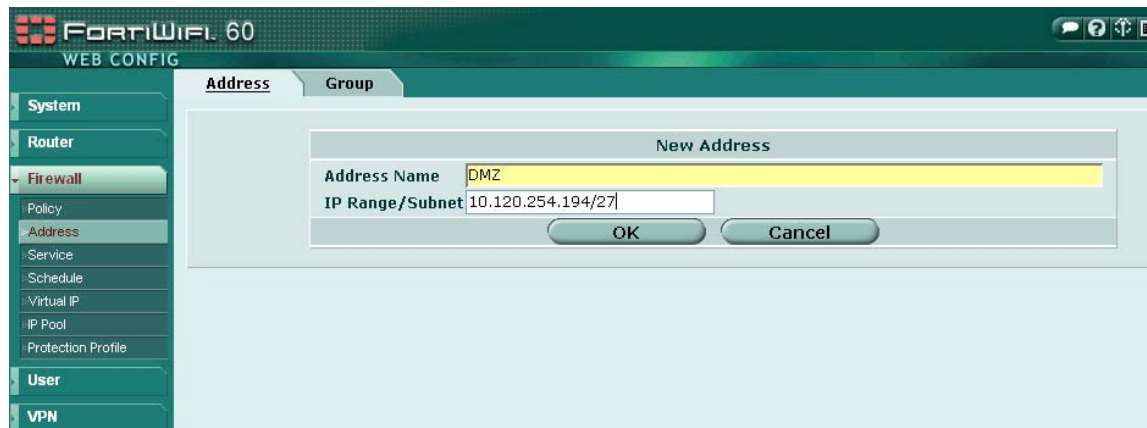 FORTIWIFI. 60
WEB CONFIG
Address Group
System
Router
Firewall
Policy
Address
Service
Schedule
Virtual IP
IP Pool
Protection Profile
User
VPN
New Address
Address Name DMZ
IP Range/Subnet 10.120.254.194/27
OK Cancel